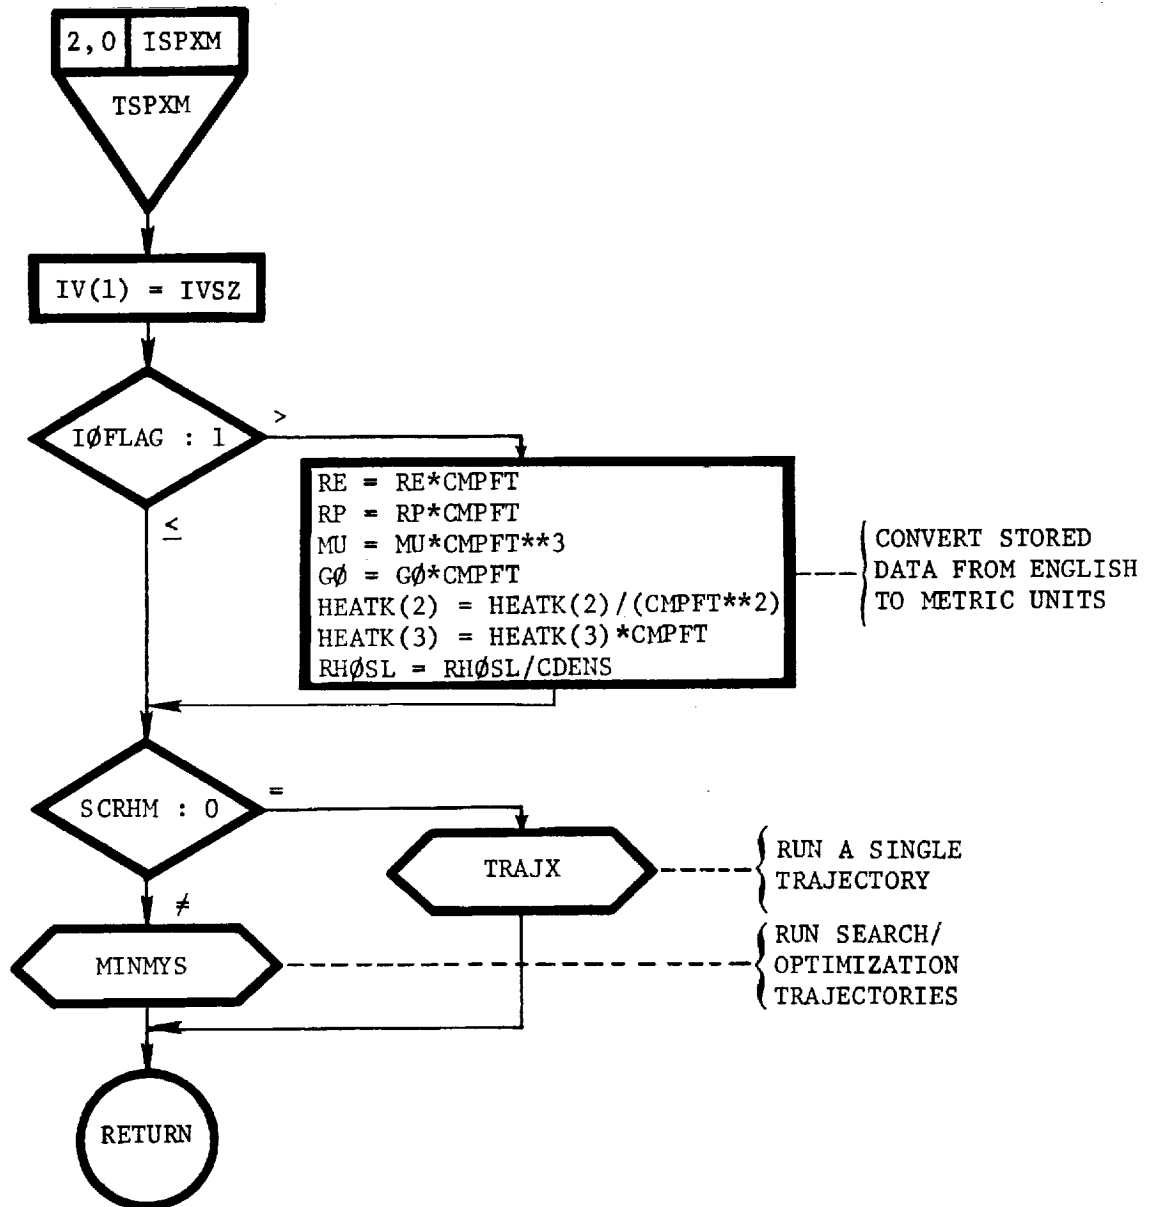 2,0 ISPXM
TSPXM
IV(1) = IVSZ
IØFLAG : 1
>
≤
RE = RE*CMPFT
RP = RP*CMPFT
MU = MU*CMPFT**3
GØ = GØ*CMPFT
HEATK(2) = HEATK(2)/(CMPFT**2)
HEATK(3) = HEATK(3)*CMPFT
RHØSL = RHØSL/CDENS
CONVERT STORED
DATA FROM ENGLISH
TO METRIC UNITS
SCRHM : 0
=
≠
TRAJX
RUN A SINGLE
TRAJECTORY
MINMYS
RUN SEARCH/
OPTIMIZATION
TRAJECTORIES
RETURN